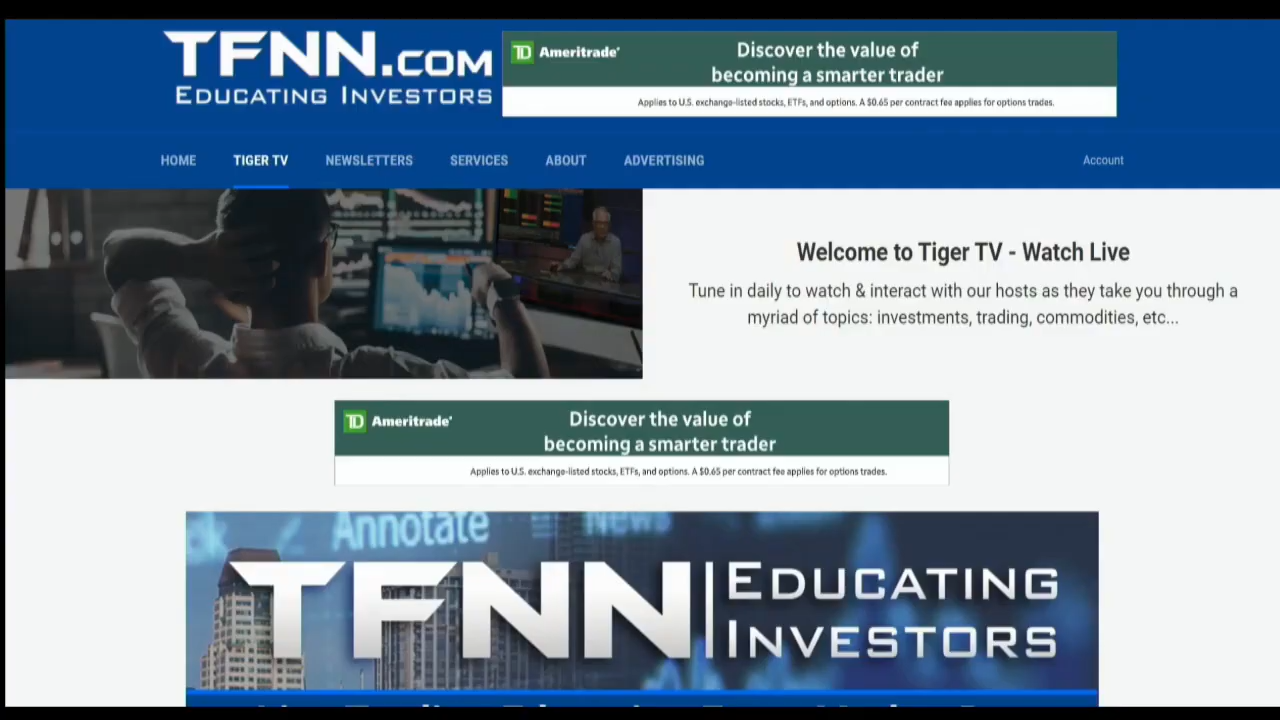 TFNN.COM
EDUCATING INVESTORS
TD Ameritrade
Discover the value of
becoming a smarter trader
Applies to U.S. exchange-listed stocks, ETFs, and options. A $0.65 per contract fee applies for options trades.
HOME TIGER TV NEWSLETTERS SERVICES ABOUT ADVERTISING Account
Welcome to Tiger TV - Watch Live
Tune in daily to watch & interact with our hosts as they take you through a
myriad of topics: investments, trading, commodities, etc...
TD Ameritrade
Discover the value of
becoming a smarter trader
Applies to U.S. exchange-listed stocks, ETFs, and options. A $0.65 per contract fee applies for options trades.
Annotate News
TFNN EDUCATING
INVESTORS